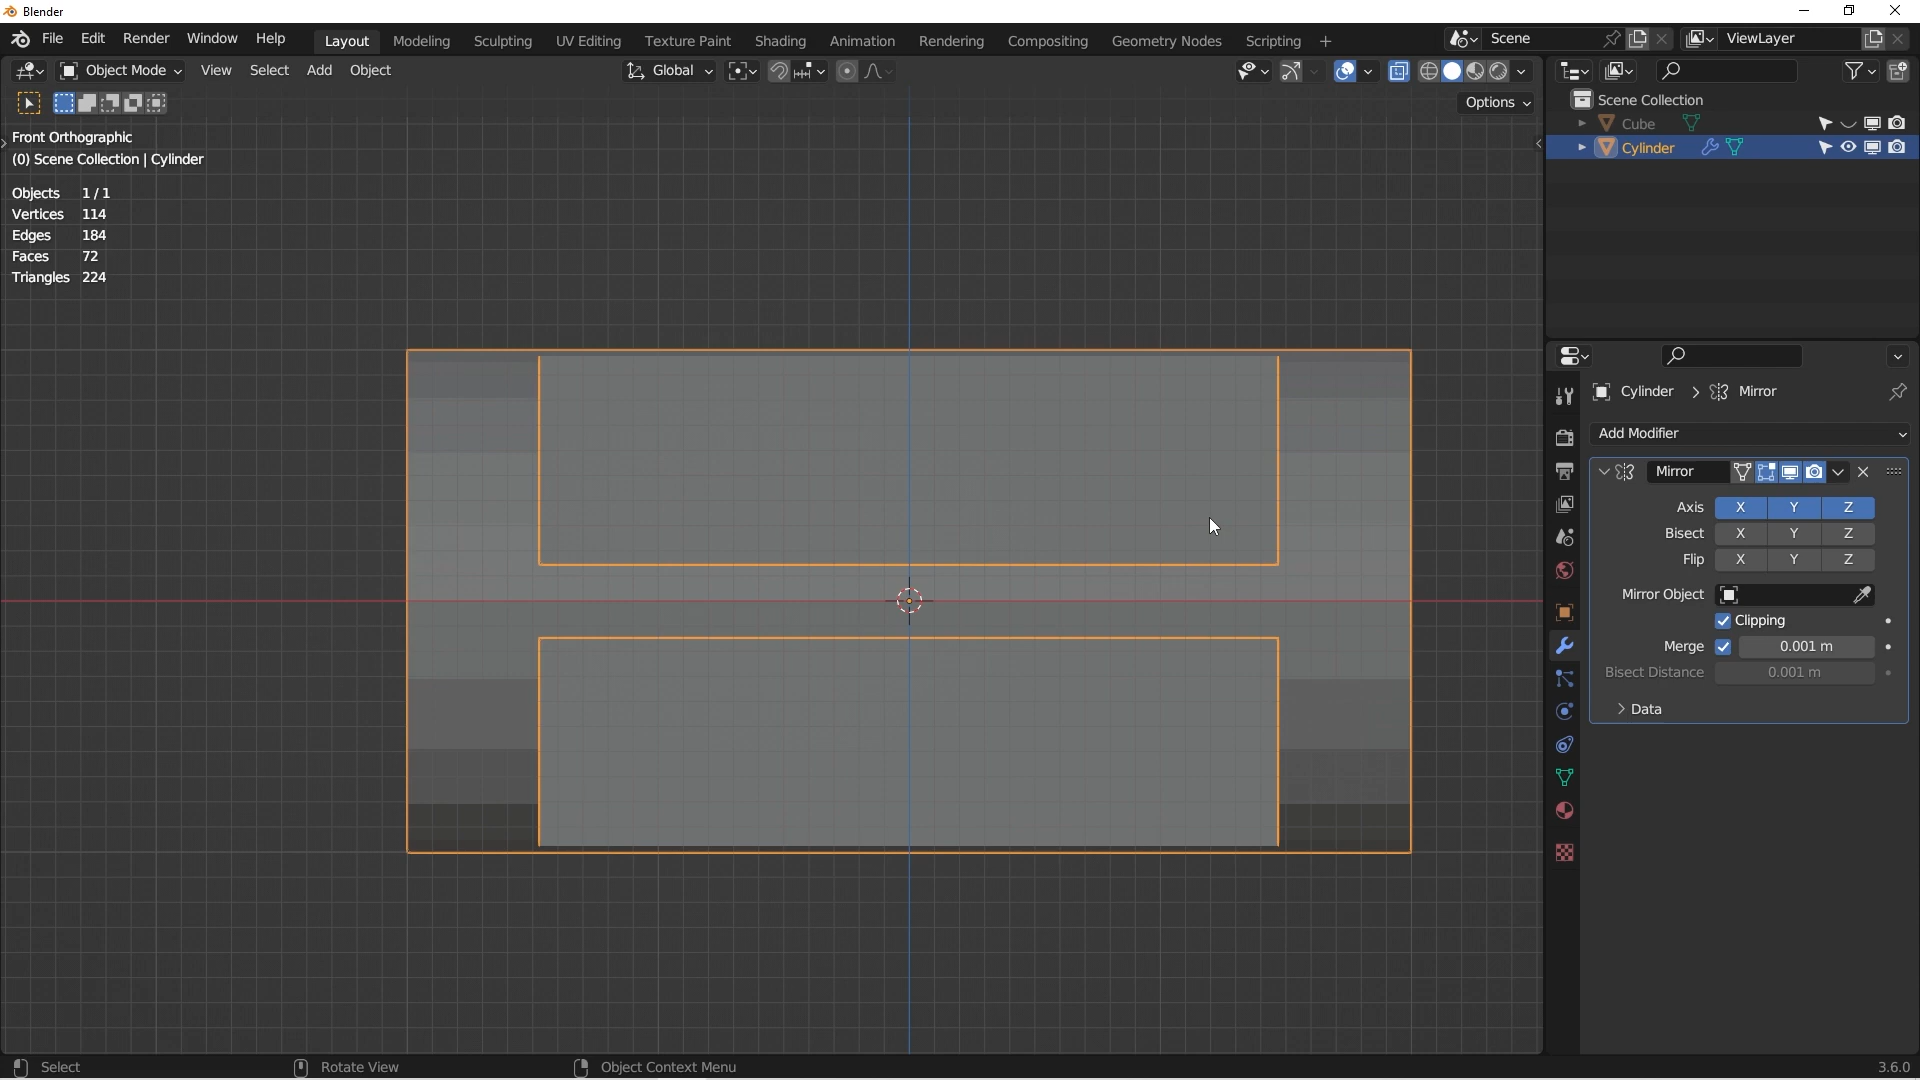 Blender
File Edit Render Window Help Layout Modeling Sculpting UV Editing Texture Paint Shading Animation Rendering Compositing Geometry Nodes Scripting + Scene ViewLayer
Object Mode View Select Add Object Global
Options
Front Orthographic
(0) Scene Collection | Cylinder
Objects 1 / 1
Vertices 114
Edges 184
Faces 72
Triangles 224
Scene Collection
Cube
Cylinder
Cylinder > Mirror
Add Modifier
Mirror
Axis X Y Z
Bisect X Y Z
Flip X Y Z
Mirror Object
Clipping
Merge 0.001 m
Bisect Distance 0.001 m
Data
Select Rotate View Object Context Menu 3.6.0